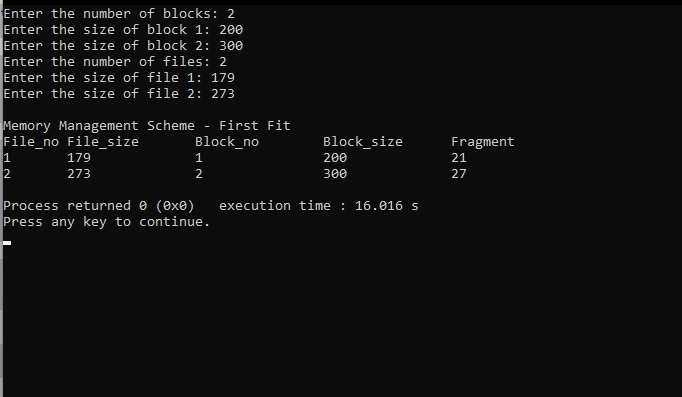 Enter the number of blocks: 2
Enter the size of block 1: 200
Enter the size of block 2: 300
Enter the number of files: 2
Enter the size of file 1: 179
Enter the size of file 2: 273
Memory Management Scheme - First Fit
File_no File_size Block_no Block_size Fragment
1 179 1 200 21
2 273 2 300 27
Process returned 0 (0x0) execution time : 16.016 s
Press any key to continue.